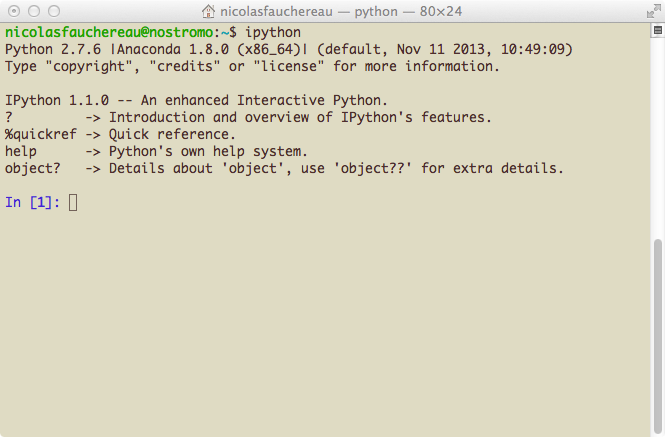 nicolasfauchereau — python — 80×24
nicolasfauchereau@nostromo:~$ ipython
Python 2.7.6 |Anaconda 1.8.0 (x86_64)| (default, Nov 11 2013, 10:49:09)
Type "copyright", "credits" or "license" for more information.
IPython 1.1.0 -- An enhanced Interactive Python.
?         -> Introduction and overview of IPython's features.
%quickref -> Quick reference.
help      -> Python's own help system.
object?   -> Details about 'object', use 'object??' for extra details.
In [1]: